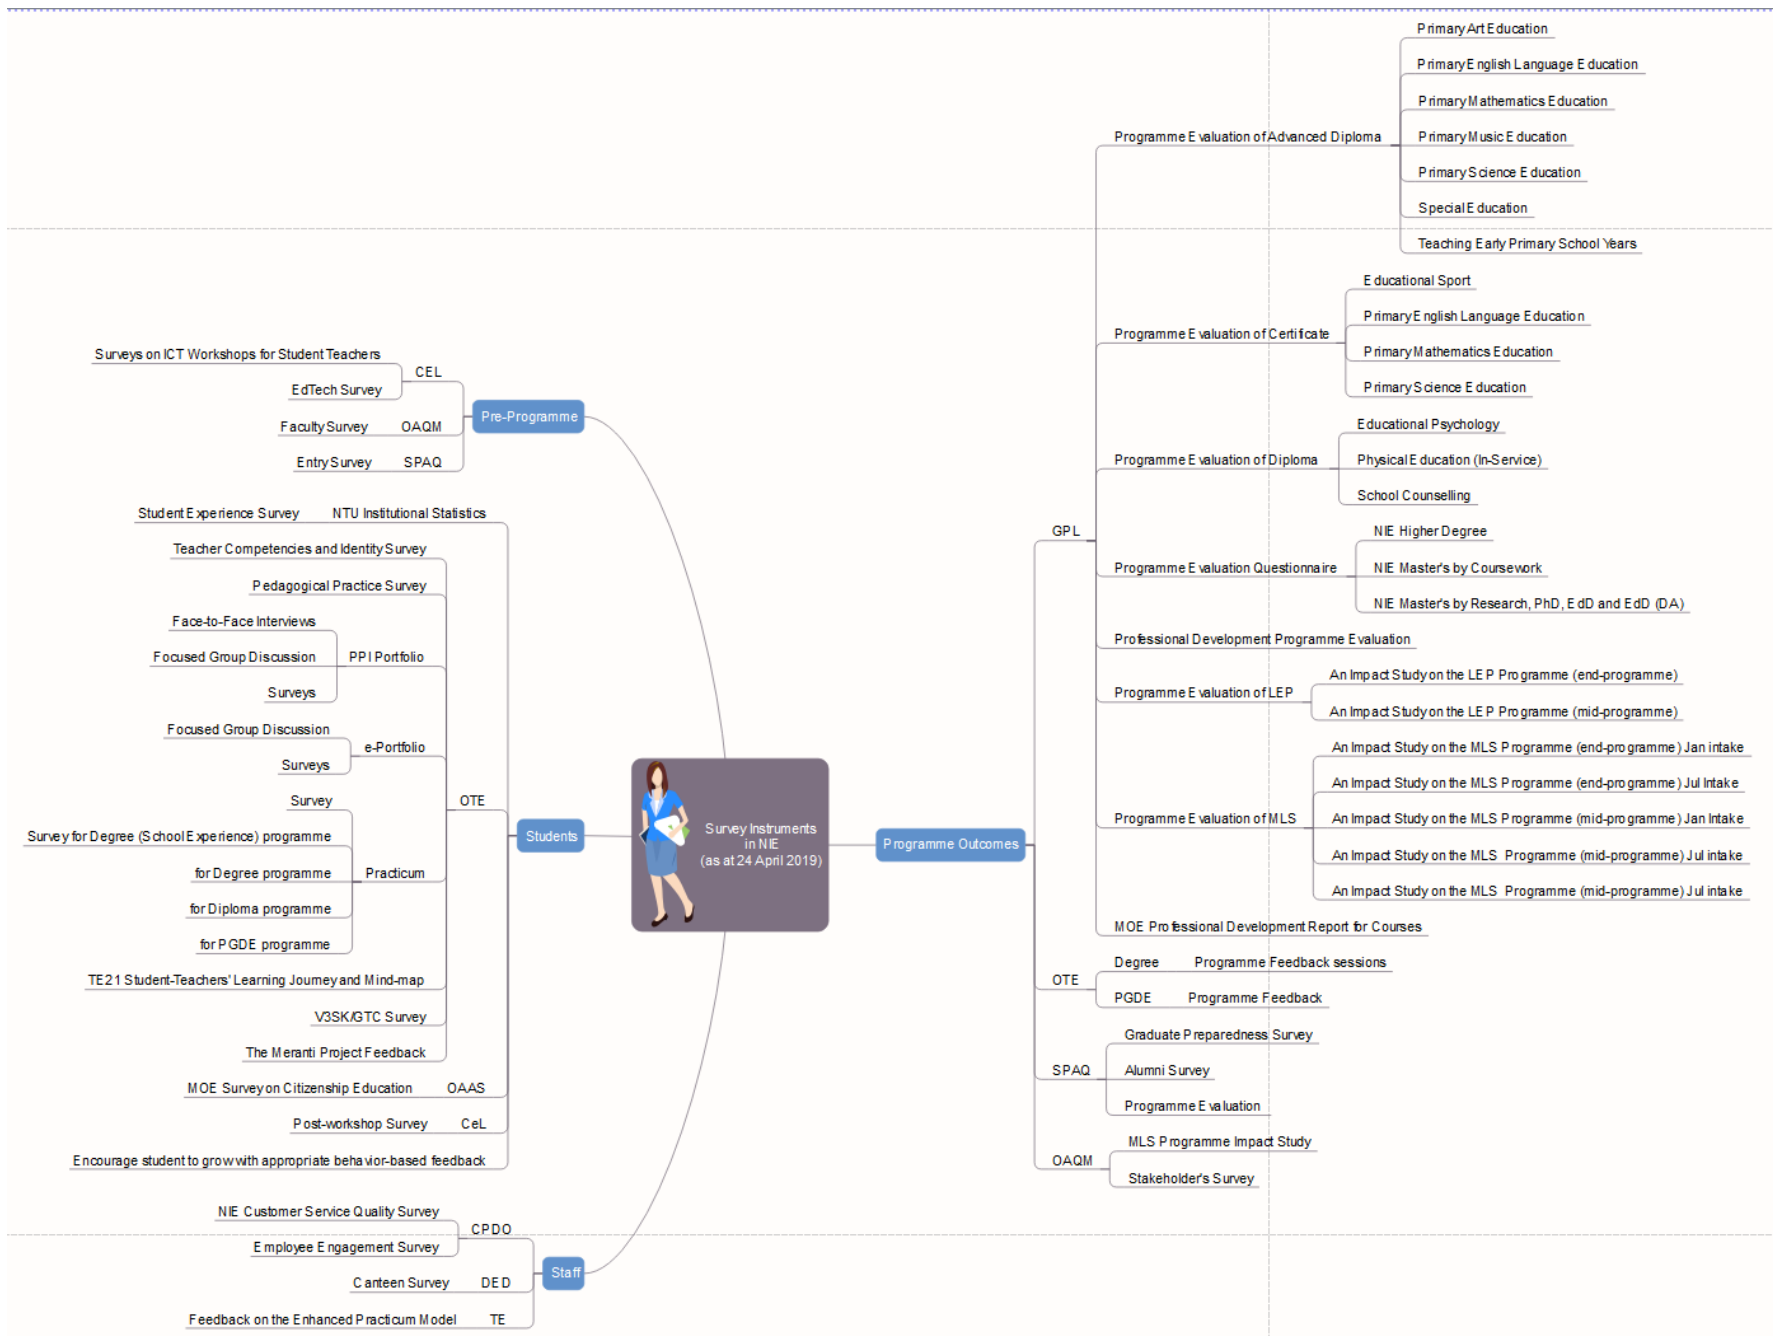 Survey Instruments
in NIE
(as at 24 April 2019)
Pre-Programme
CEL
Surveys on ICT Workshops for Student Teachers
EdTech Survey
OAQM
Faculty Survey
SPAQ
Entry Survey
Students
NTU Institutional Statistics
Student Experience Survey
OTE
Teacher Competencies and Identity Survey
Pedagogical Practice Survey
PPI Portfolio
Face-to-Face Interviews
Focused Group Discussion
Surveys
e-Portfolio
Focused Group Discussion
Surveys
Practicum
Survey
Survey for Degree (School Experience) programme
for Degree programme
for Diploma programme
for PGDE programme
TE21 Student-Teachers' Learning Journey and Mind-map
V3SK/GTC Survey
The Meranti Project Feedback
OAAS
MOE Survey on Citizenship Education
CeL
Post-workshop Survey
Encourage student to grow with appropriate behavior-based feedback
Staff
CPDO
NIE Customer Service Quality Survey
Employee Engagement Survey
DED
Canteen Survey
TE
Feedback on the Enhanced Practicum Model
Programme Outcomes
GPL
Programme Evaluation of Advanced Diploma
Primary Art Education
Primary English Language Education
Primary Mathematics Education
Primary Music Education
Primary Science Education
Special Education
Teaching Early Primary School Years
Programme Evaluation of Certificate
Educational Sport
Primary English Language Education
Primary Mathematics Education
Primary Science Education
Programme Evaluation of Diploma
Educational Psychology
Physical Education (In-Service)
School Counselling
Programme Evaluation Questionnaire
NIE Higher Degree
NIE Master's by Coursework
NIE Master's by Research, PhD, EdD and EdD (DA)
Professional Development Programme Evaluation
Programme Evaluation of LEP
An Impact Study on the LEP Programme (end-programme)
An Impact Study on the LEP Programme (mid-programme)
Programme Evaluation of MLS
An Impact Study on the MLS Programme (end-programme) Jan intake
An Impact Study on the MLS Programme (end-programme) Jul Intake
An Impact Study on the MLS Programme (mid-programme) Jan Intake
An Impact Study on the MLS Programme (mid-programme) Jul intake
An Impact Study on the MLS Programme (mid-programme) Jul intake
MOE Professional Development Report for Courses
OTE
Degree
Programme Feedback sessions
PGDE
Programme Feedback
SPAQ
Graduate Preparedness Survey
Alumni Survey
Programme Evaluation
OAQM
MLS Programme Impact Study
Stakeholder's Survey